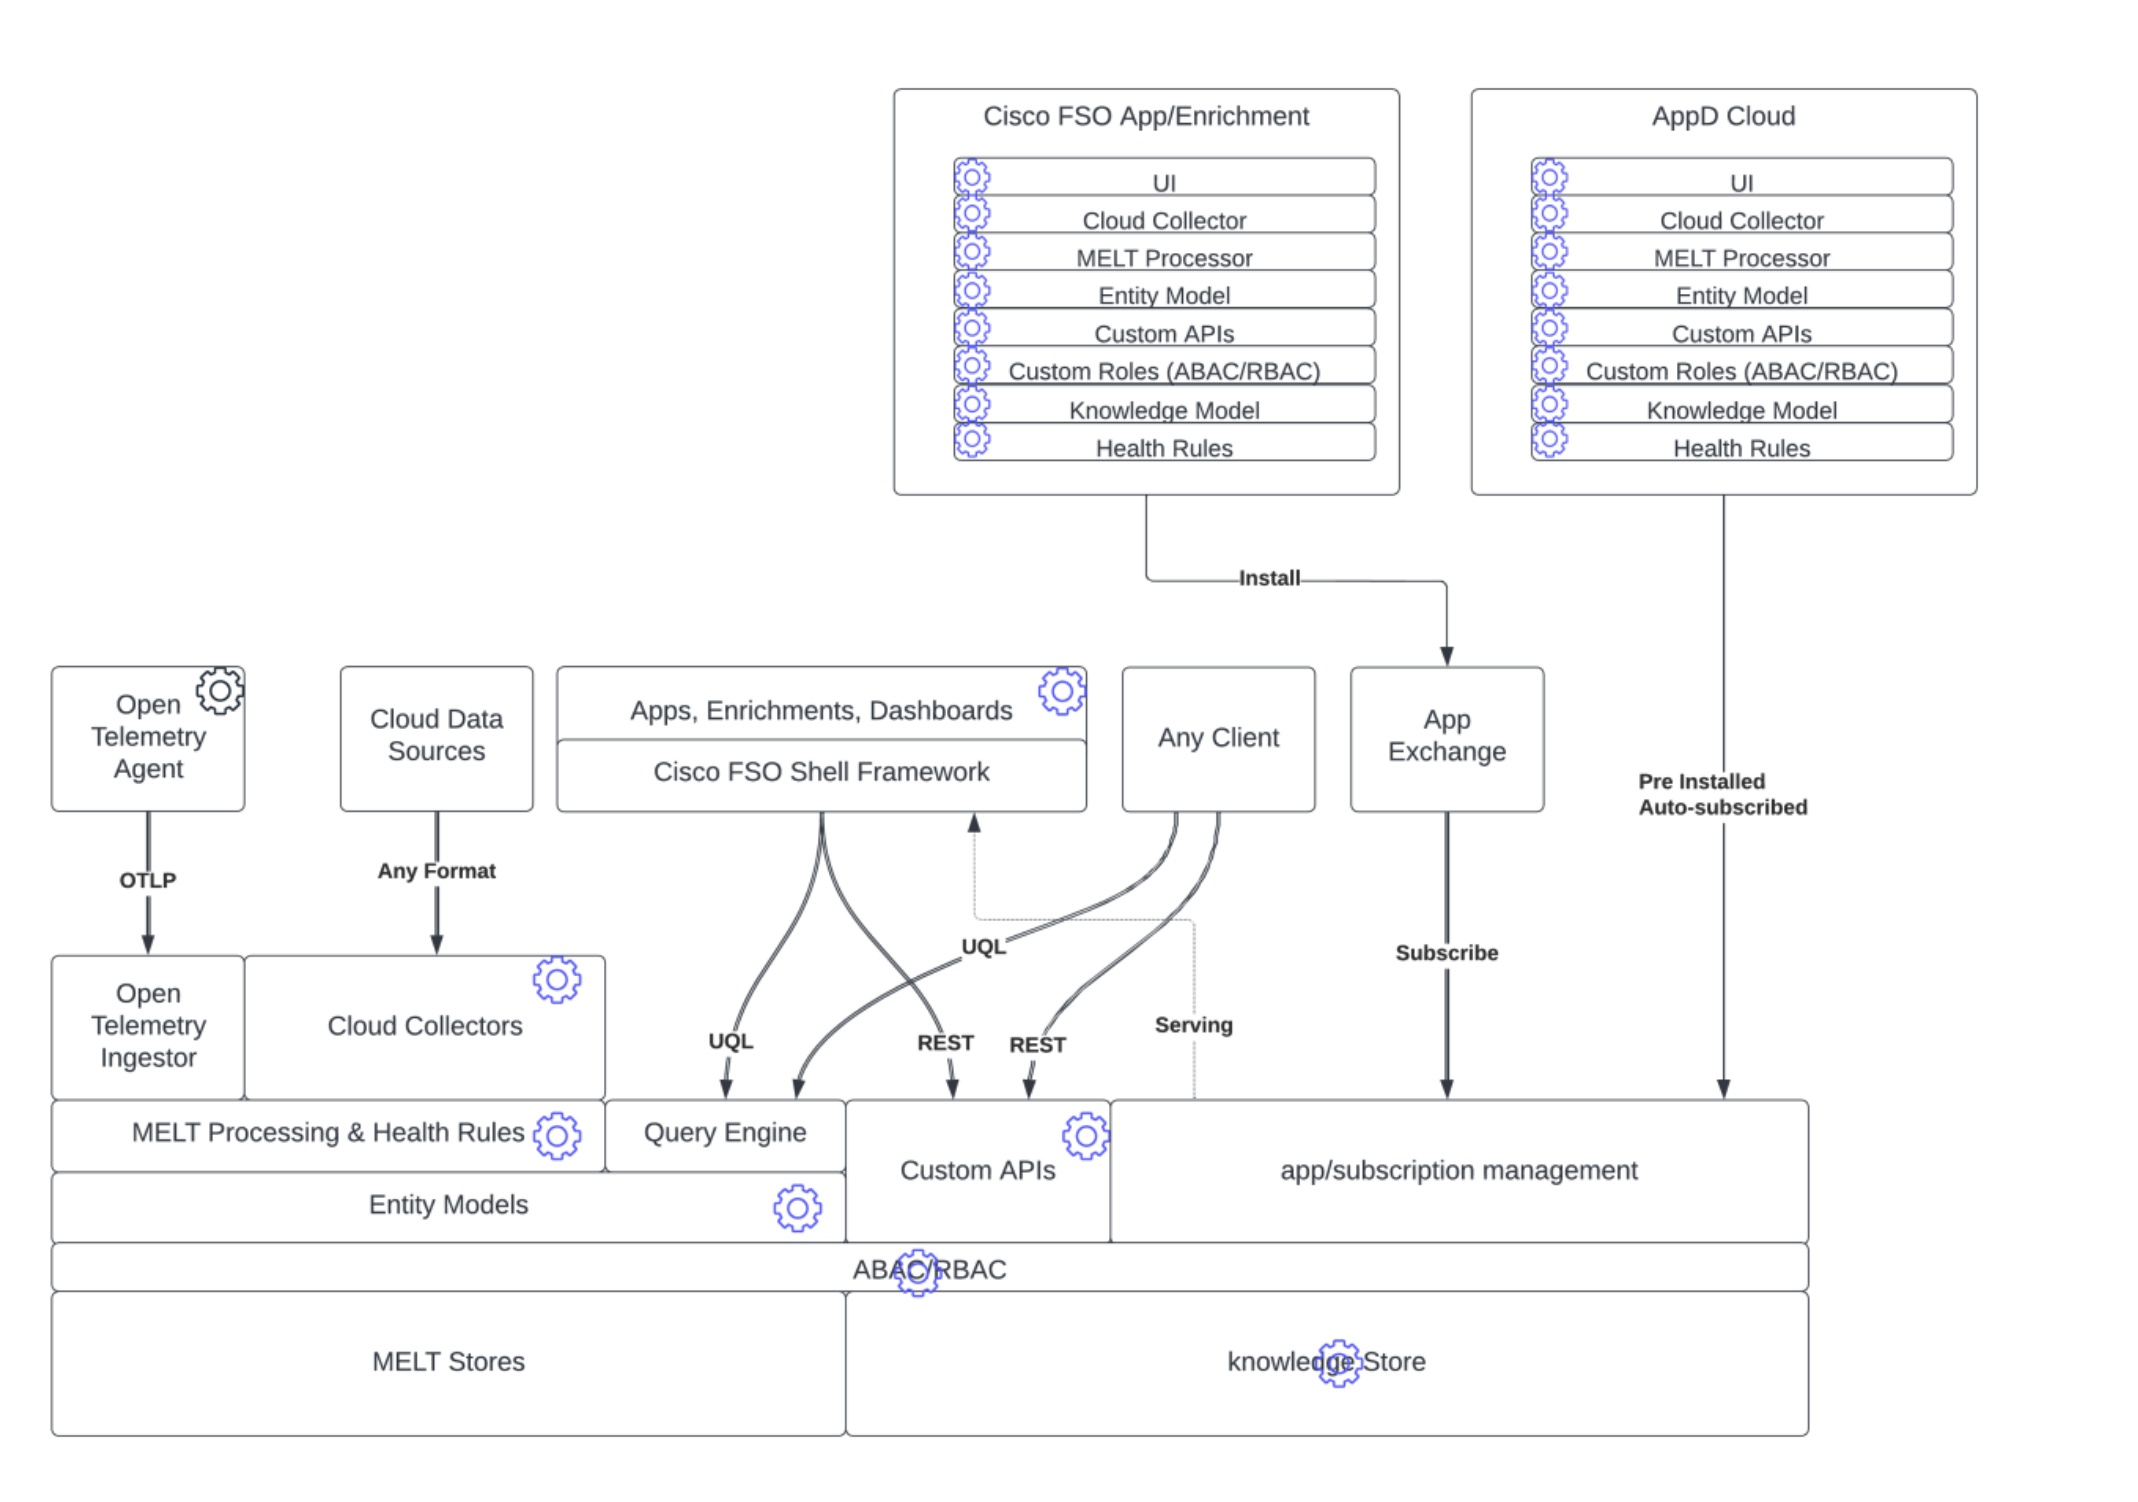 Cisco FSO App/Enrichment
UI
Cloud Collector
MELT Processor
Entity Model
Custom APIs
Custom Roles (ABAC/RBAC)
Knowledge Model
Health Rules
AppD Cloud
UI
Cloud Collector
MELT Processor
Entity Model
Custom APIs
Custom Roles (ABAC/RBAC)
Knowledge Model
Health Rules
Install
Open
Telemetry
Agent
Cloud Data
Sources
Apps, Enrichments, Dashboards
Cisco FSO Shell Framework
Any Client
App
Exchange
Pre Installed
Auto-subscribed
OTLP
Any Format
UQL
Subscribe
UQL
REST
REST
Serving
Open
Telemetry
Ingestor
Cloud Collectors
MELT Processing & Health Rules
Query Engine
Custom APIs
app/subscription management
Entity Models
ABAC/RBAC
MELT Stores
knowledge Store